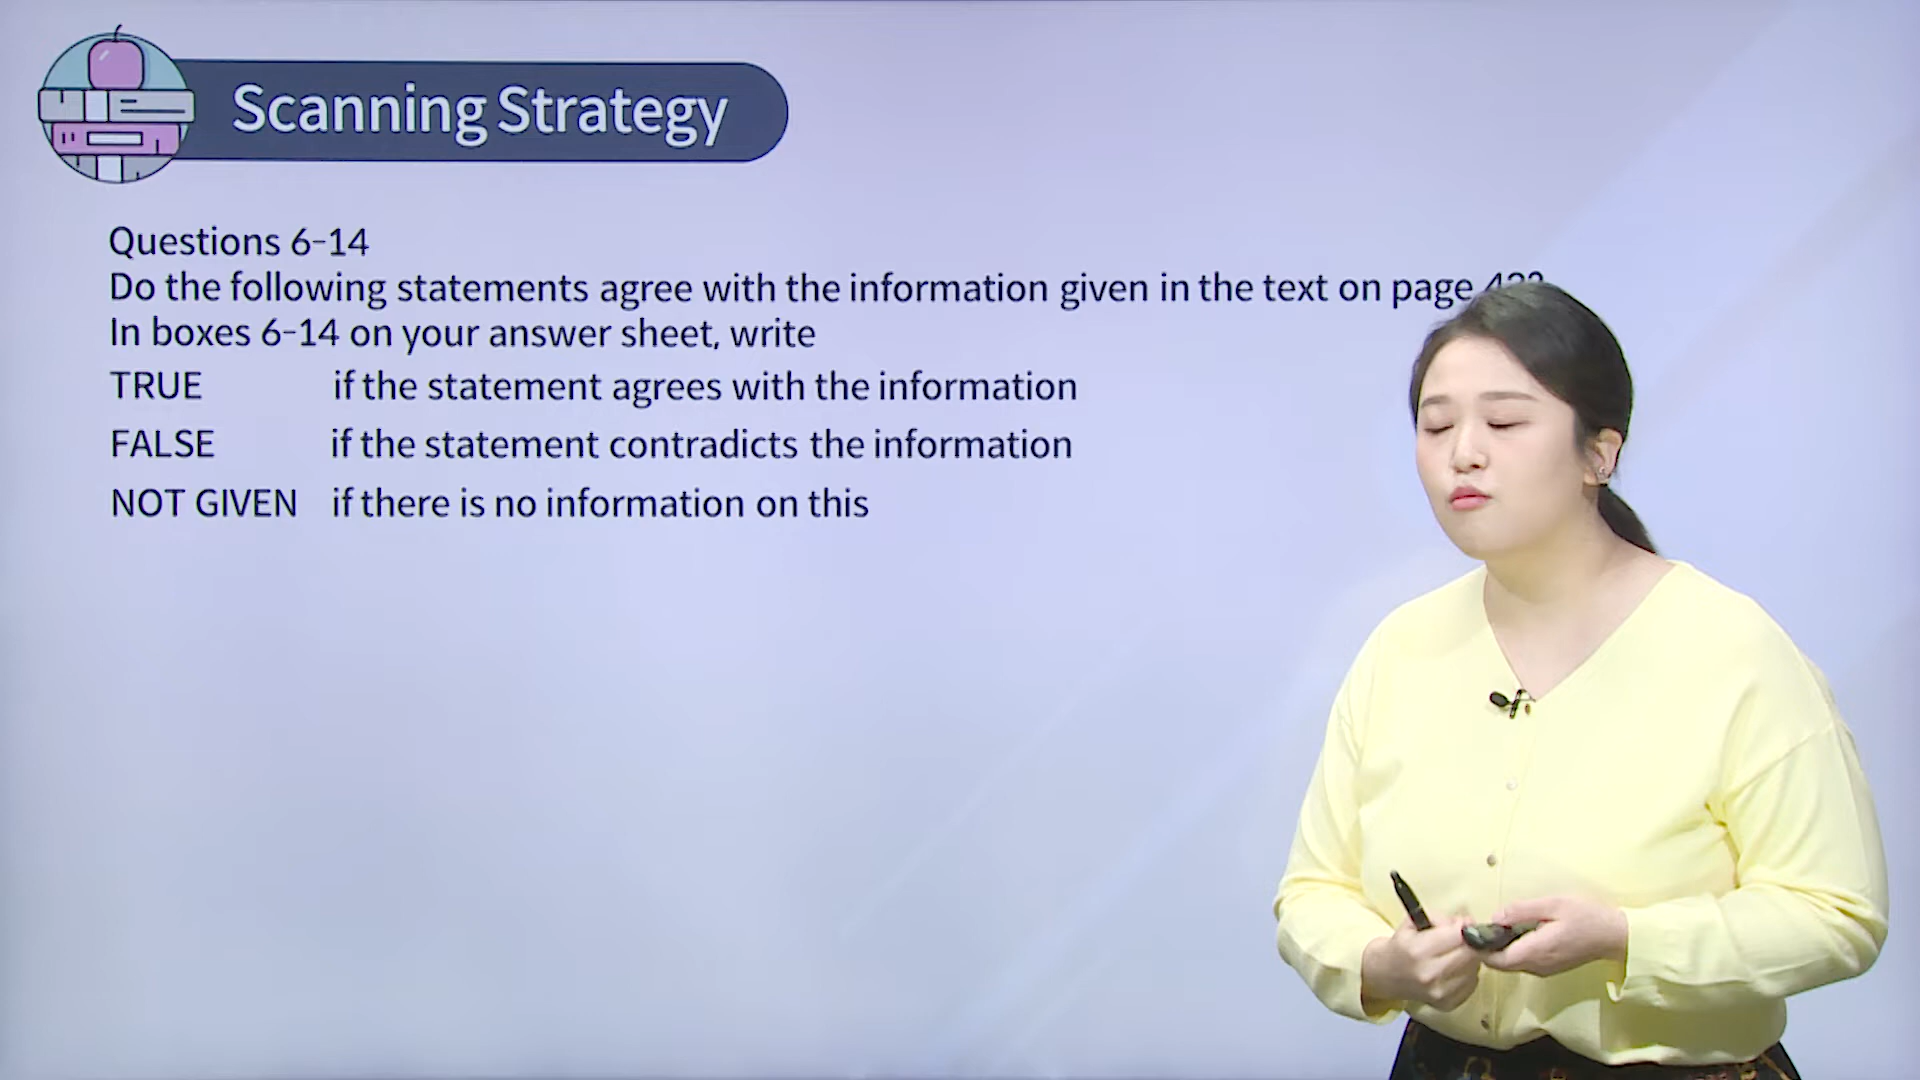 Scanning Strategy
Questions 6-14
Do the following statements agree with the information given in the text on page
In boxes 6-14 on your answer sheet, write
TRUE if the statement agrees with the information
FALSE if the statement contradicts the information
NOT GIVEN if there is no information on this